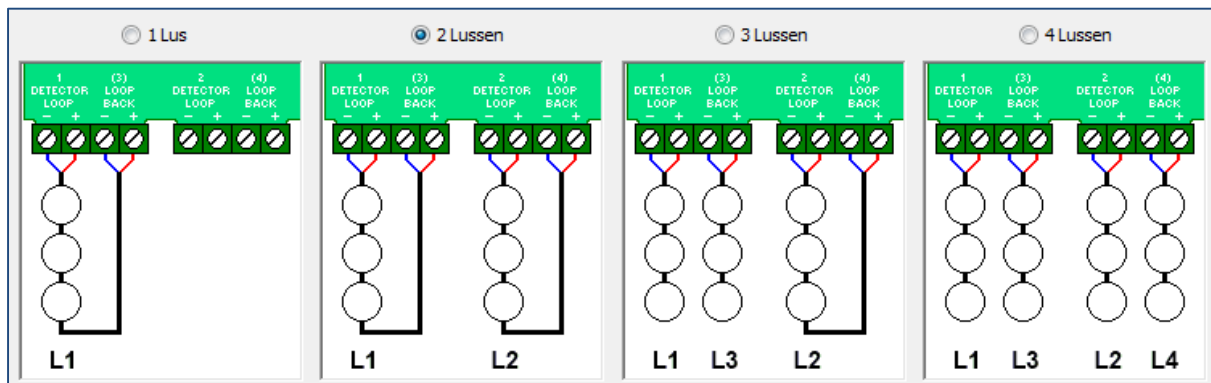 1 Lus
2 Lussen
3 Lussen
4 Lussen
1 (3) 2 (4)
DETECTOR LOOP DETECTOR LOOP
LOOP BACK LOOP BACK
− + − + − +
L1
1 (3) 2 (4)
DETECTOR LOOP DETECTOR LOOP
LOOP BACK LOOP BACK
− + − + − + − +
L1 L2
1 (3) 2 (4)
DETECTOR LOOP DETECTOR LOOP
LOOP BACK LOOP BACK
− + − + − + − +
L1 L3 L2
1 (3) 2 (4)
DETECTOR LOOP DETECTOR LOOP
LOOP BACK LOOP BACK
− + − + − + − +
L1 L3 L2 L4